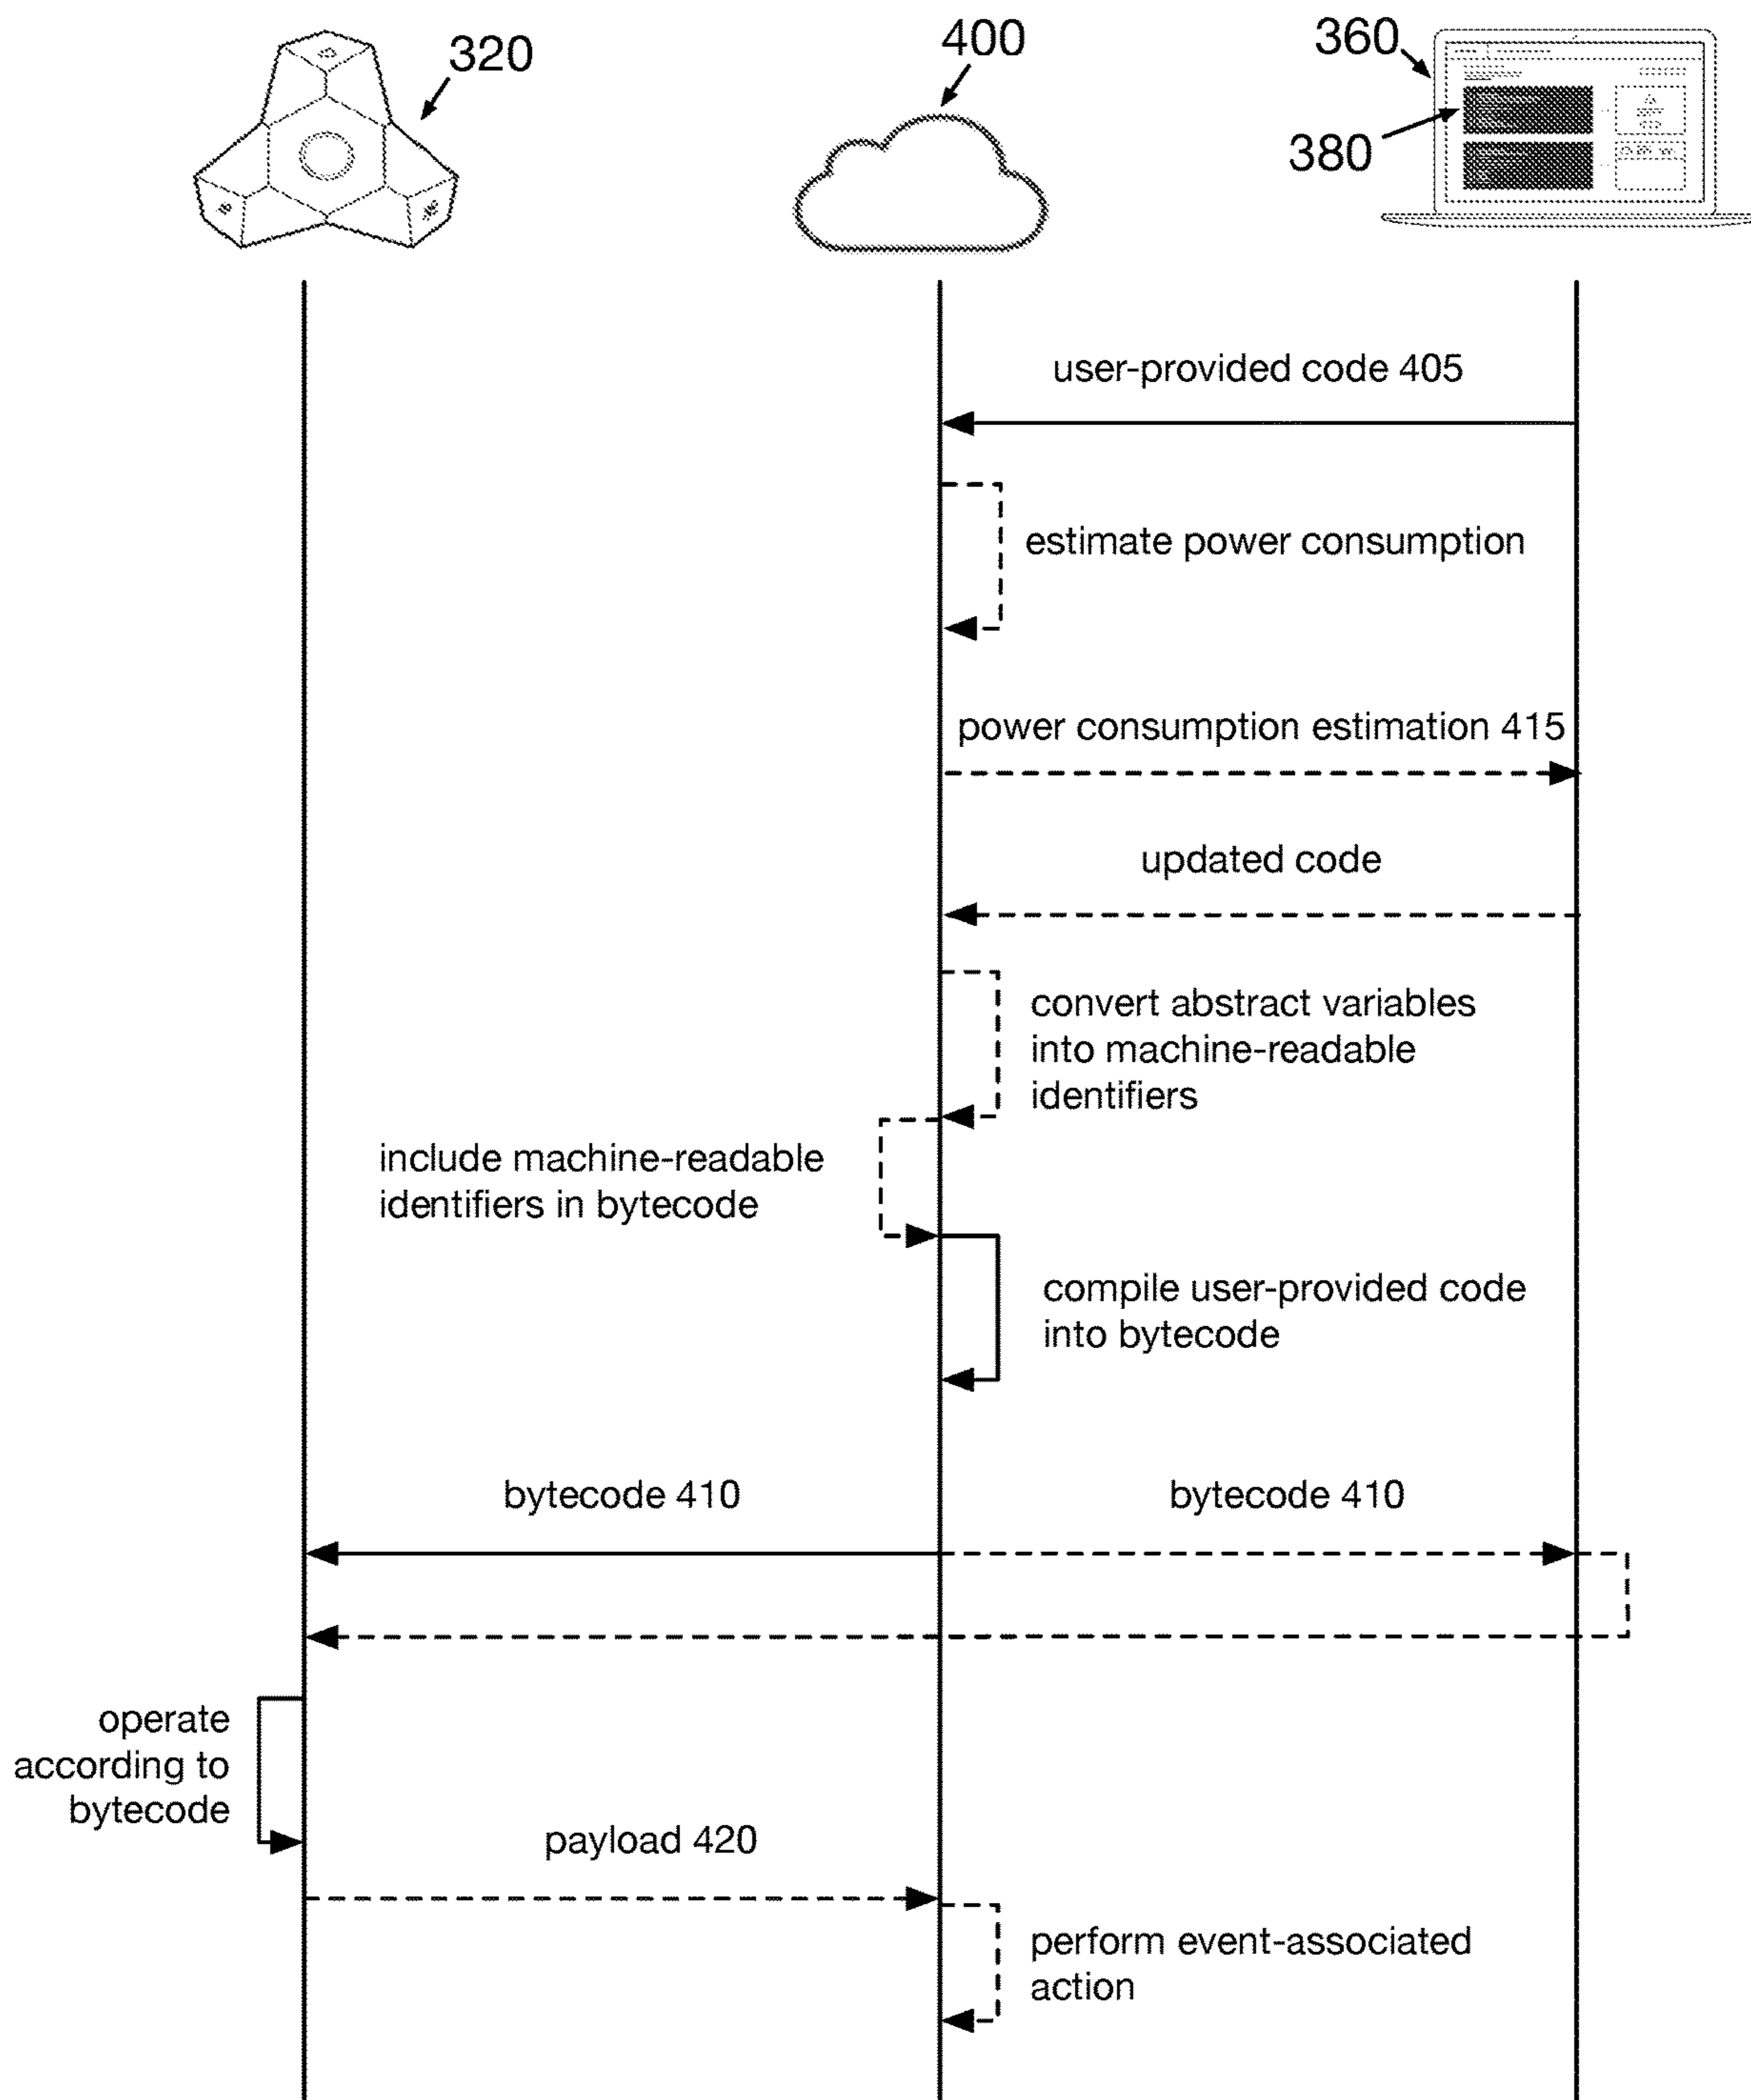 320
400
360
380
user-provided code 405
estimate power consumption
power consumption estimation 415
updated code
convert abstract variables
into machine-readable
identifiers
include machine-readable
identifiers in bytecode
compile user-provided code
into bytecode
bytecode 410
bytecode 410
operate
according to
bytecode
payload 420
perform event-associated
action